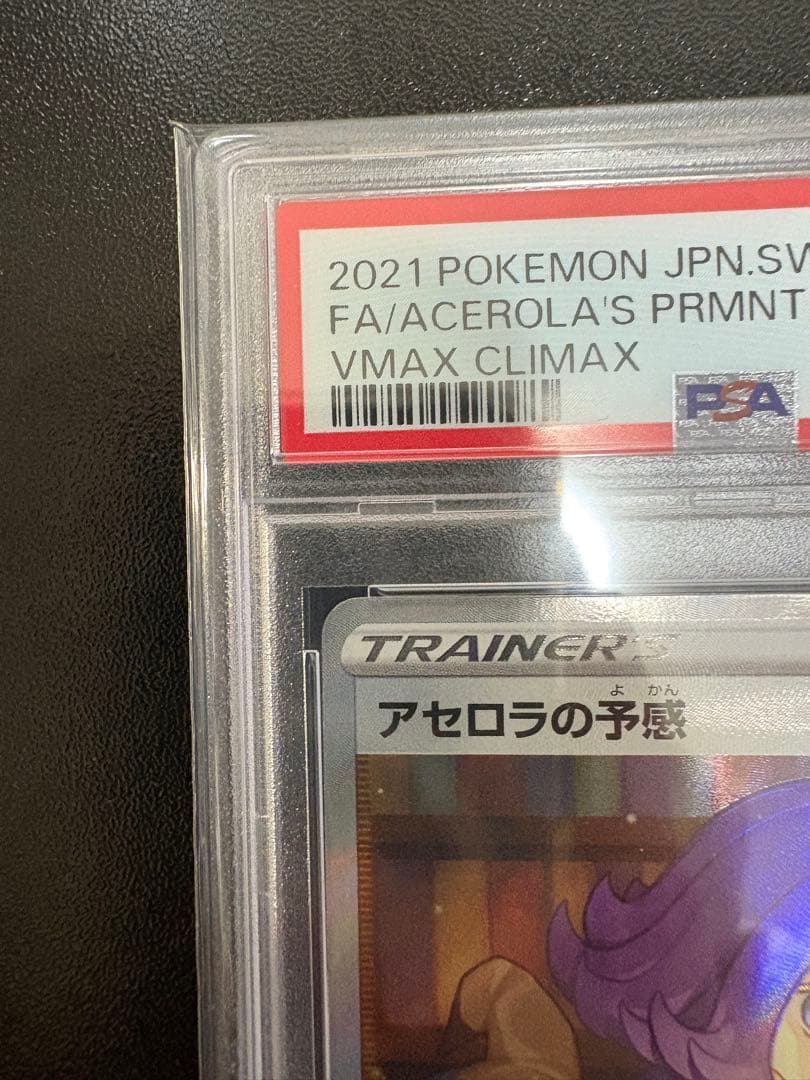 2021 POKEMON JPN.SW
FA/ACEROLA'S PRMNT
VMAX CLIMAX
PSA
TRAINER'S
よ かん
アセロラの予感